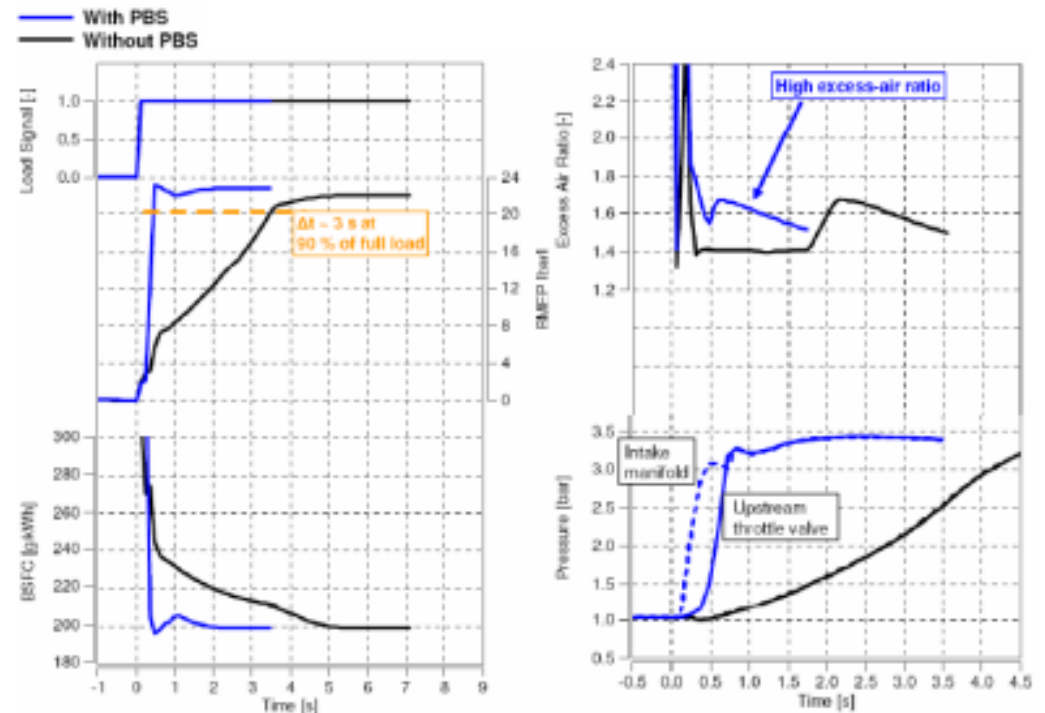 With PBS
Without PBS
Load Signal [-]
1.0
0.5
0.0
24
20
16
12
8
4
0
BMEP [bar]
Δt ~ 3 s at
90 % of full load
BSFC [g/kWh]
300
280
260
240
220
200
180
-1 0 1 2 3 4 5 6 7 8 9
Time [s]
Excess Air Ratio [-]
2.4
2.2
2.0
1.8
1.6
1.4
1.2
High excess-air ratio
Pressure [bar]
3.5
3.0
2.5
2.0
1.5
1.0
0.5
Intake
manifold
Upstream
throttle valve
-0.5 0.0 0.5 1.0 1.5 2.0 2.5 3.0 3.5 4.0 4.5
Time [s]